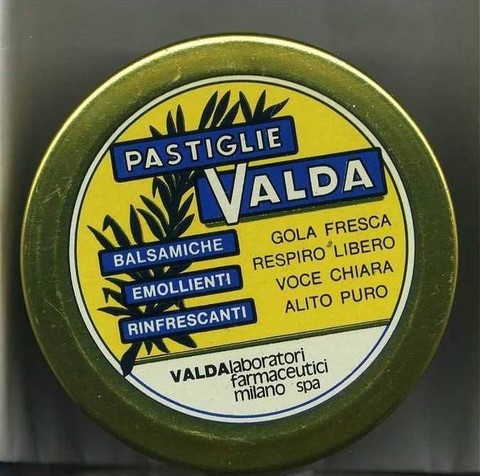 PASTIGLIE
VALDA
BALSAMICHE
EMOLLIENTI
RINFRESCANTI
GOLA FRESCA
RESPIRO LIBERO
VOCE CHIARA
ALITO PURO
VALDAlaboratori
farmaceutici
milano spa